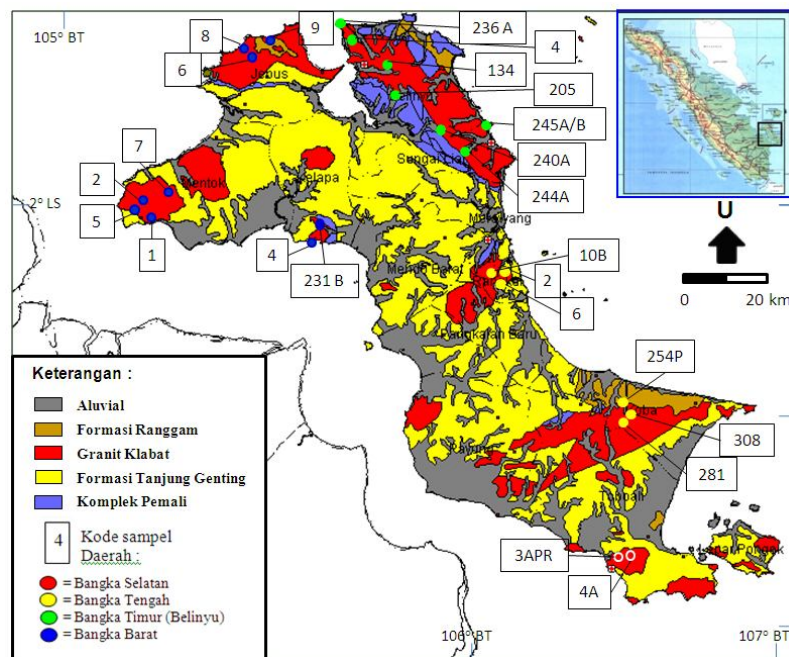 105° BT
9
236 A
8
4
6
134
Jebus
205
245A/B
7
240A
Sungai Liat
2
Mentok
Kelapa
244A
U
2° LS
5
0 20 km
1
4
Mendo Barat
10B
231 B
2
6
Pangkalan Baru
254P
Keterangan :
Aluvial
Formasi Ranggam
308
Granit Klabat
Payung
Formasi Tanjung Genting
281
Komplek Pemali
Toboali
4
Kode sampel
Daerah :
3APR
= Bangka Selatan
4A
= Bangka Tengah
= Bangka Timur (Belinyu)
= Bangka Barat
106° BT
107° BT